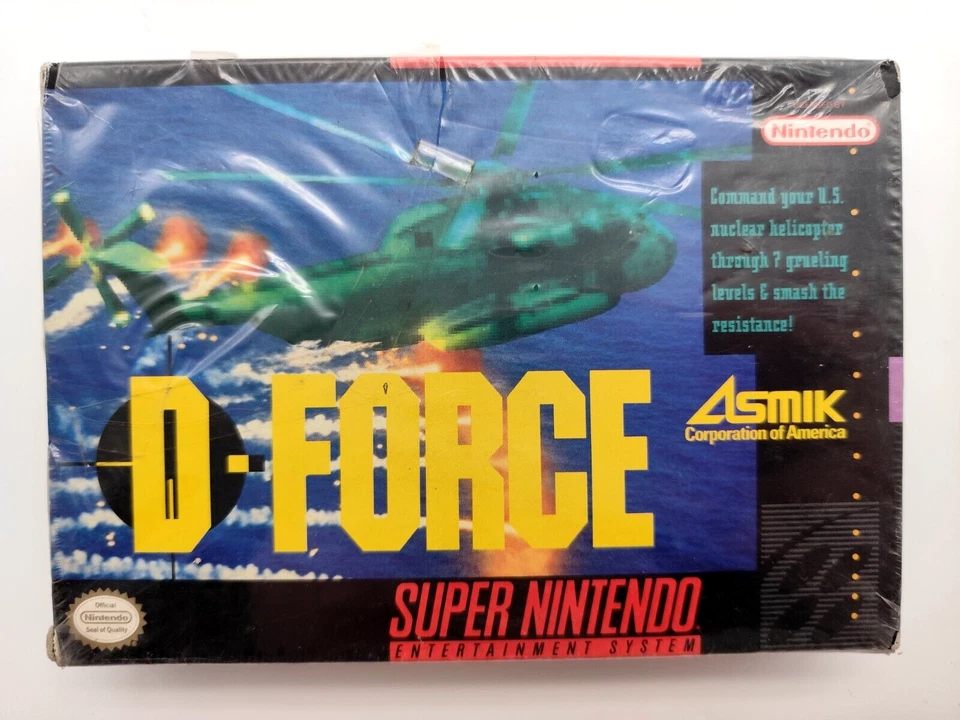 Nintendo
Command your U.S.
nuclear helicopter
through 7 grueling
levels & smash the
resistance!
D-FORCE
ASMIK
Corporation of America
SUPER NINTENDO
ENTERTAINMENT SYSTEM
Official
Nintendo
Seal of Quality